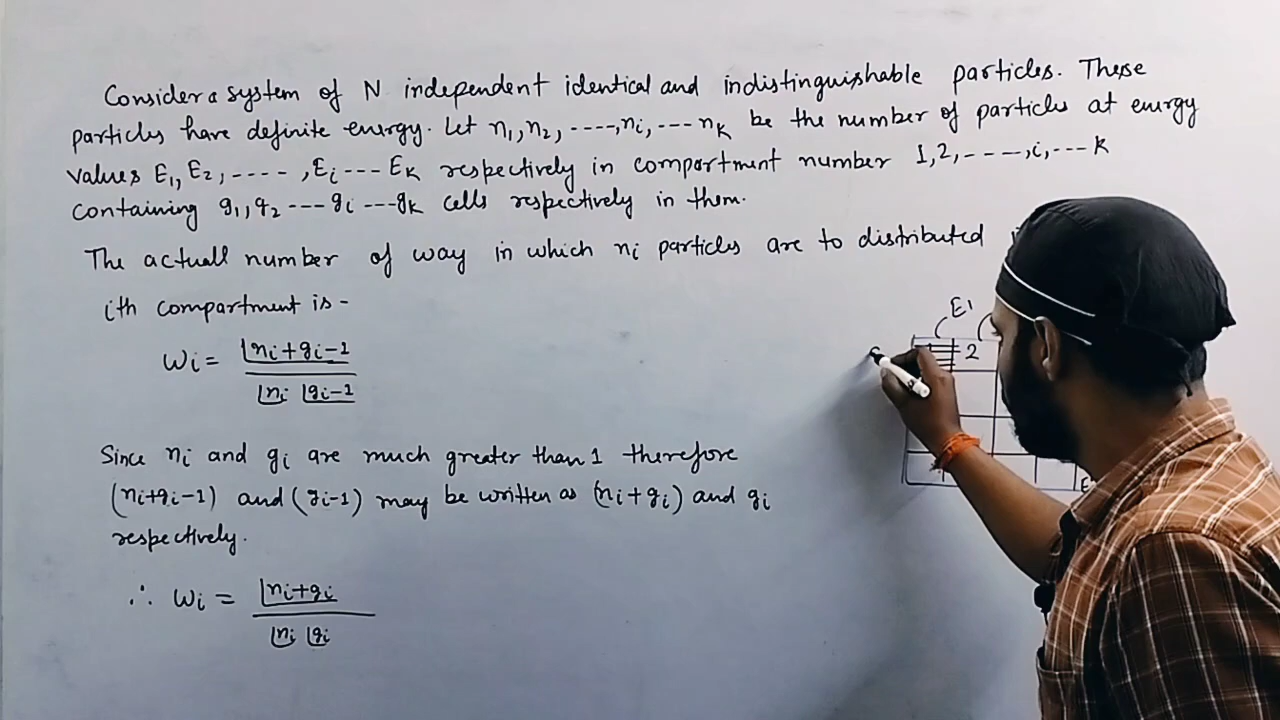 Consider a system of N independent identical and indistinguishable particles. These
particles have definite energy. Let n₁, n₂, ----, nᵢ, --- nₖ be the number of particles at energy
values E₁, E₂, ---- , Eᵢ --- Eₖ respectively in compartment number 1, 2, ----, i, --- k
containing g₁, g₂ --- gᵢ --- gₖ cells respectively in them.
The actuall number of way in which nᵢ particles are to distributed
ith compartment is -
ωᵢ = |nᵢ+gᵢ-1 / |nᵢ |gᵢ-1
Since nᵢ and gᵢ are much greater than 1 therefore
(nᵢ+gᵢ-1) and (gᵢ-1) may be written as (nᵢ+gᵢ) and gᵢ
respectively.
∴ ωᵢ = |nᵢ+gᵢ / |nᵢ |gᵢ
E₁
2